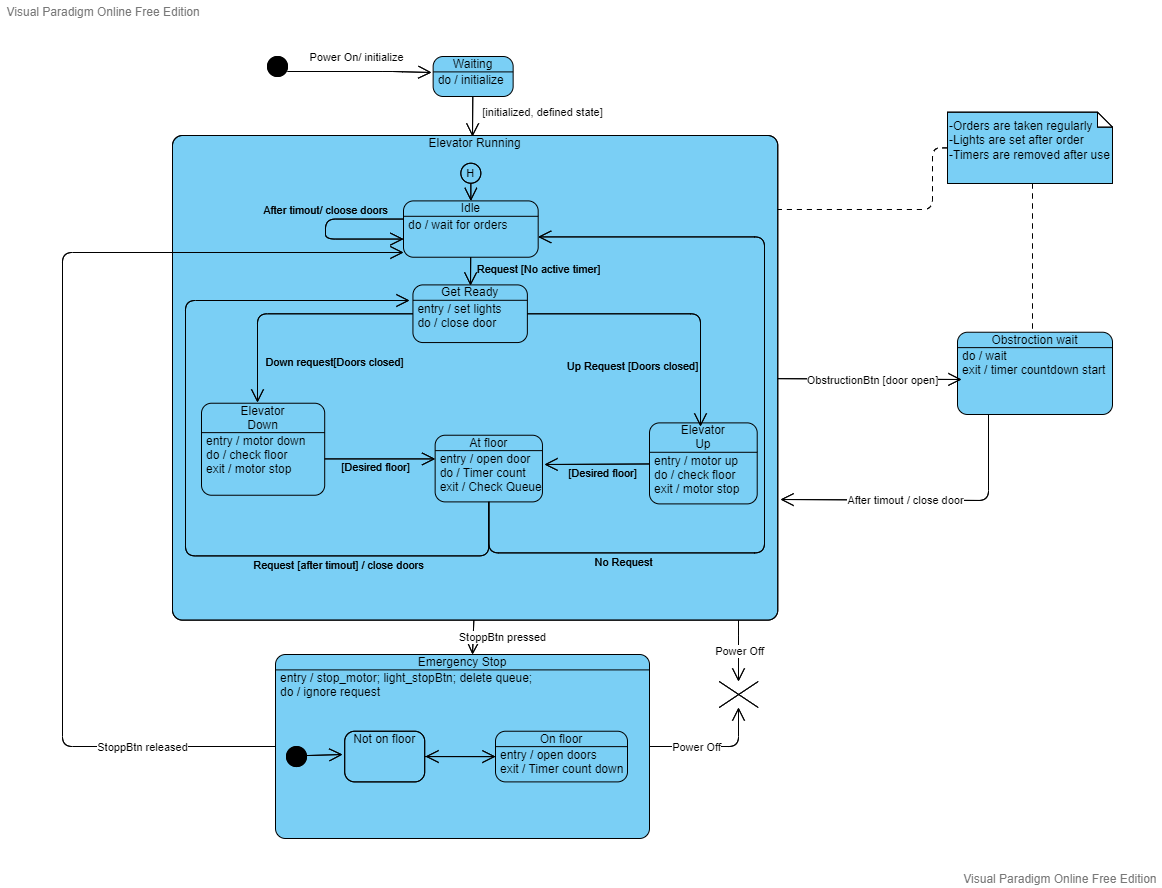 Visual Paradigm Online Free Edition
Power On/ initialize
Waiting
do / initialize
[initialized, defined state]
Elevator Running
H
-Orders are taken regularly
-Lights are set after order
-Timers are removed after use
After timout/ cloose doors
Idle
do / wait for orders
Request [No active timer]
Get Ready
entry / set lights
do / close door
Down request[Doors closed]
Up Request [Doors closed]
Obstroction wait
do / wait
exit / timer countdown start
ObstructionBtn [door open]
Elevator
Down
entry / motor down
do / check floor
exit / motor stop
[Desired floor]
At floor
entry / open door
do / Timer count
exit / Check Queue
[Desired floor]
Elevator
Up
entry / motor up
do / check floor
exit / motor stop
After timout / close door
Request [after timout] / close doors
No Request
StoppBtn pressed
Power Off
Emergency Stop
entry / stop_motor; light_stopBtn; delete queue;
do / ignore request
StoppBtn released
Not on floor
On floor
entry / open doors
exit / Timer count down
Power Off
Visual Paradigm Online Free Edition